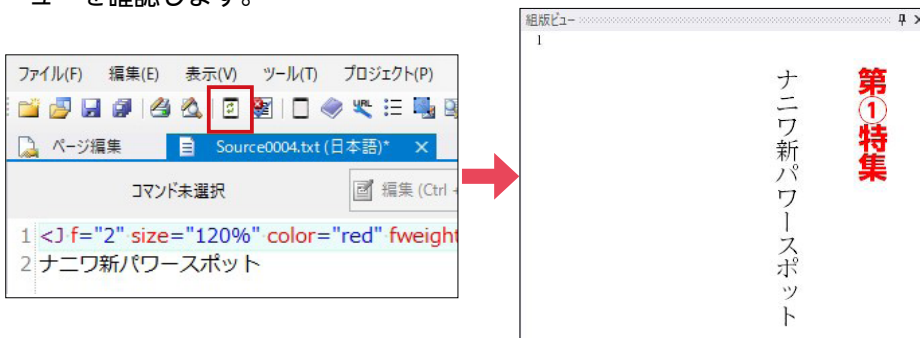 ューを確認します。
ファイル(F) 編集(E) 表示(V) ツール(T) プロジェクト(P)
URL
ページ編集 Source0004.txt (日本語)* ×
コマンド未選択 編集 (Ctrl +
1 <J f="2" size="120%" color="red" fweight
2 ナニワ新パワースポット
組版ビュー
1
第①特集
ナニワ新パワースポット